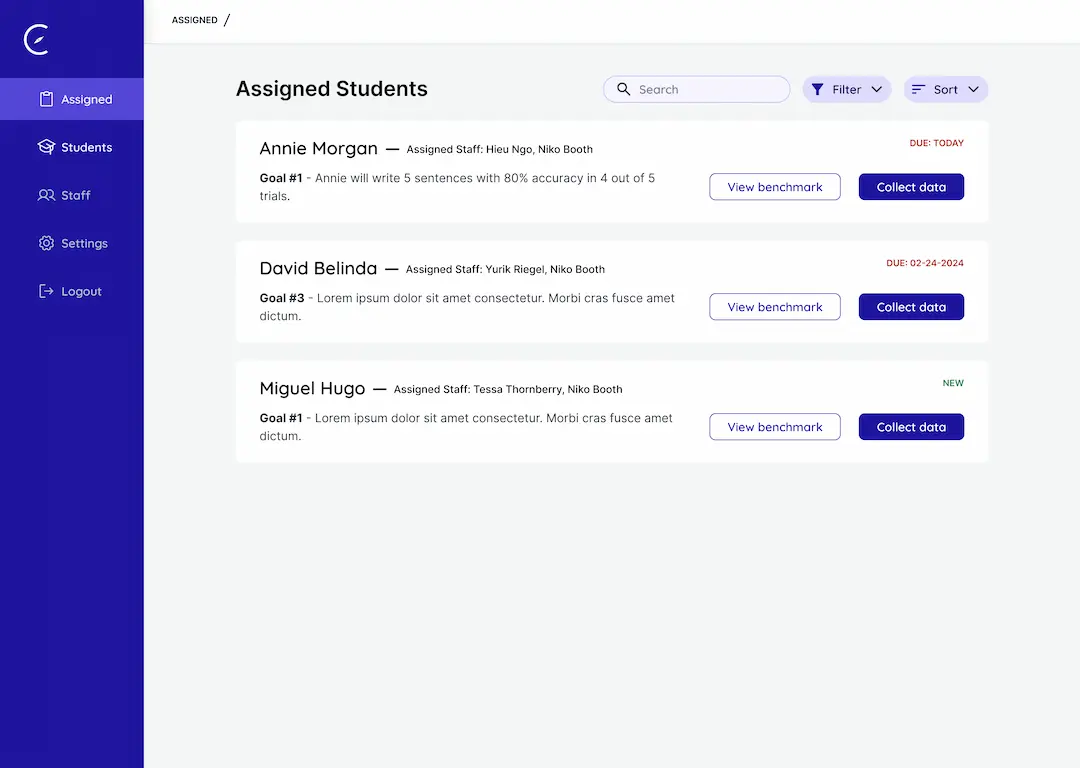 ASSIGNED /
Assigned
Students
Staff
Settings
Logout
Assigned Students
Search
Filter
Sort
Annie Morgan — Assigned Staff: Hieu Ngo, Niko Booth
DUE: TODAY
Goal #1 - Annie will write 5 sentences with 80% accuracy in 4 out of 5
trials.
View benchmark
Collect data
David Belinda — Assigned Staff: Yurik Riegel, Niko Booth
DUE: 02-24-2024
Goal #3 - Lorem ipsum dolor sit amet consectetur. Morbi cras fusce amet
dictum.
View benchmark
Collect data
Miguel Hugo — Assigned Staff: Tessa Thornberry, Niko Booth
NEW
Goal #1 - Lorem ipsum dolor sit amet consectetur. Morbi cras fusce amet
dictum.
View benchmark
Collect data